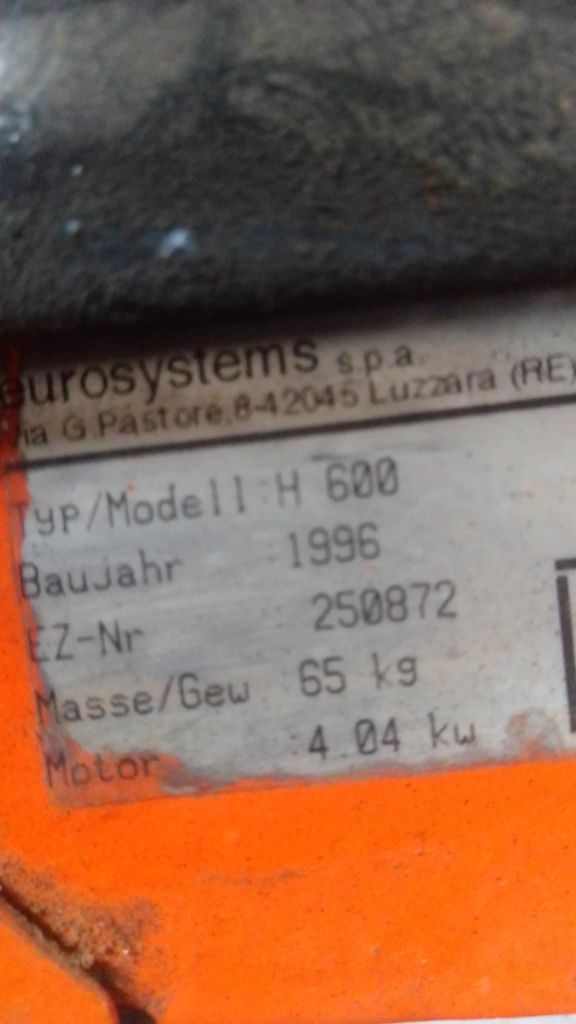 eurosystems s.p.a.
via G.Pastore,8-42045 Luzzara (RE)
Typ/Modell: H 600
Baujahr : 1996
EZ-Nr : 250872
Masse/Gew : 65 kg
Motor : 4.04 kw